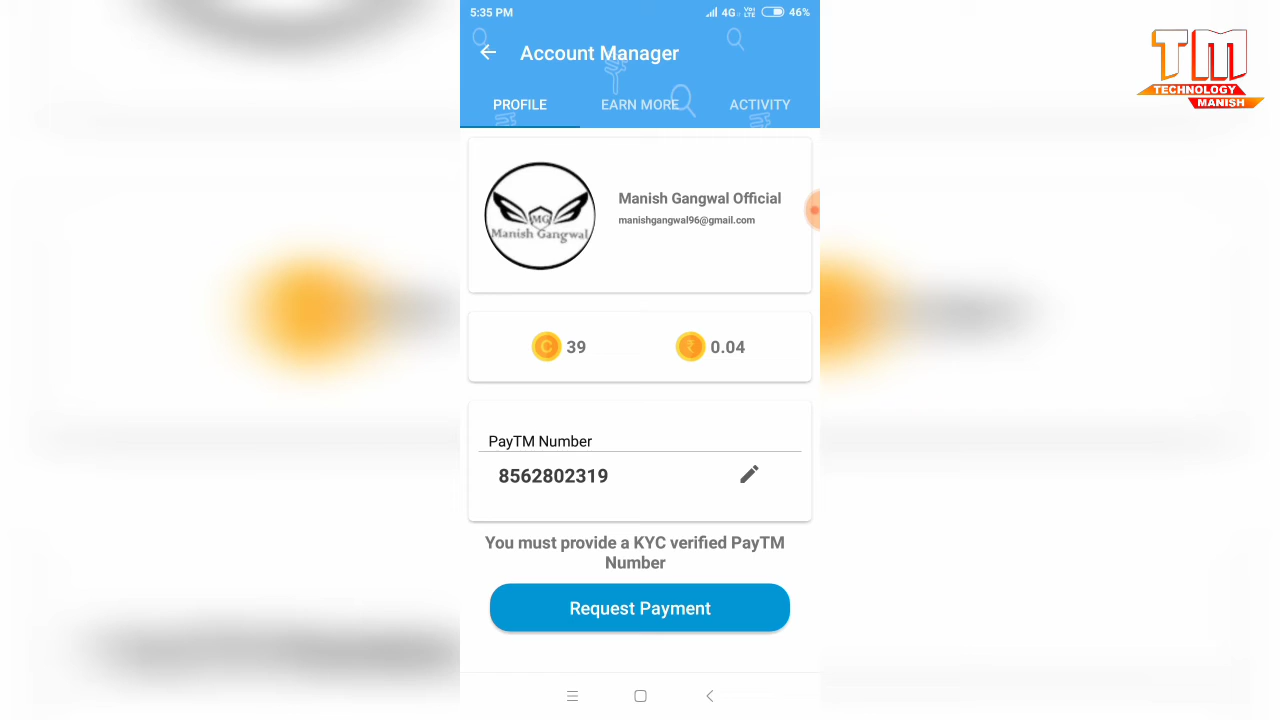 5:35 PM
4G
VoLTE
46%
Account Manager
PROFILE
EARN MORE
ACTIVITY
MG
Manish Gangwal
Manish Gangwal Official
manishgangwal96@gmail.com
C 39
₹ 0.04
PayTM Number
8562802319
You must provide a KYC verified PayTM
Number
Request Payment
TM
TECHNOLOGY
MANISH